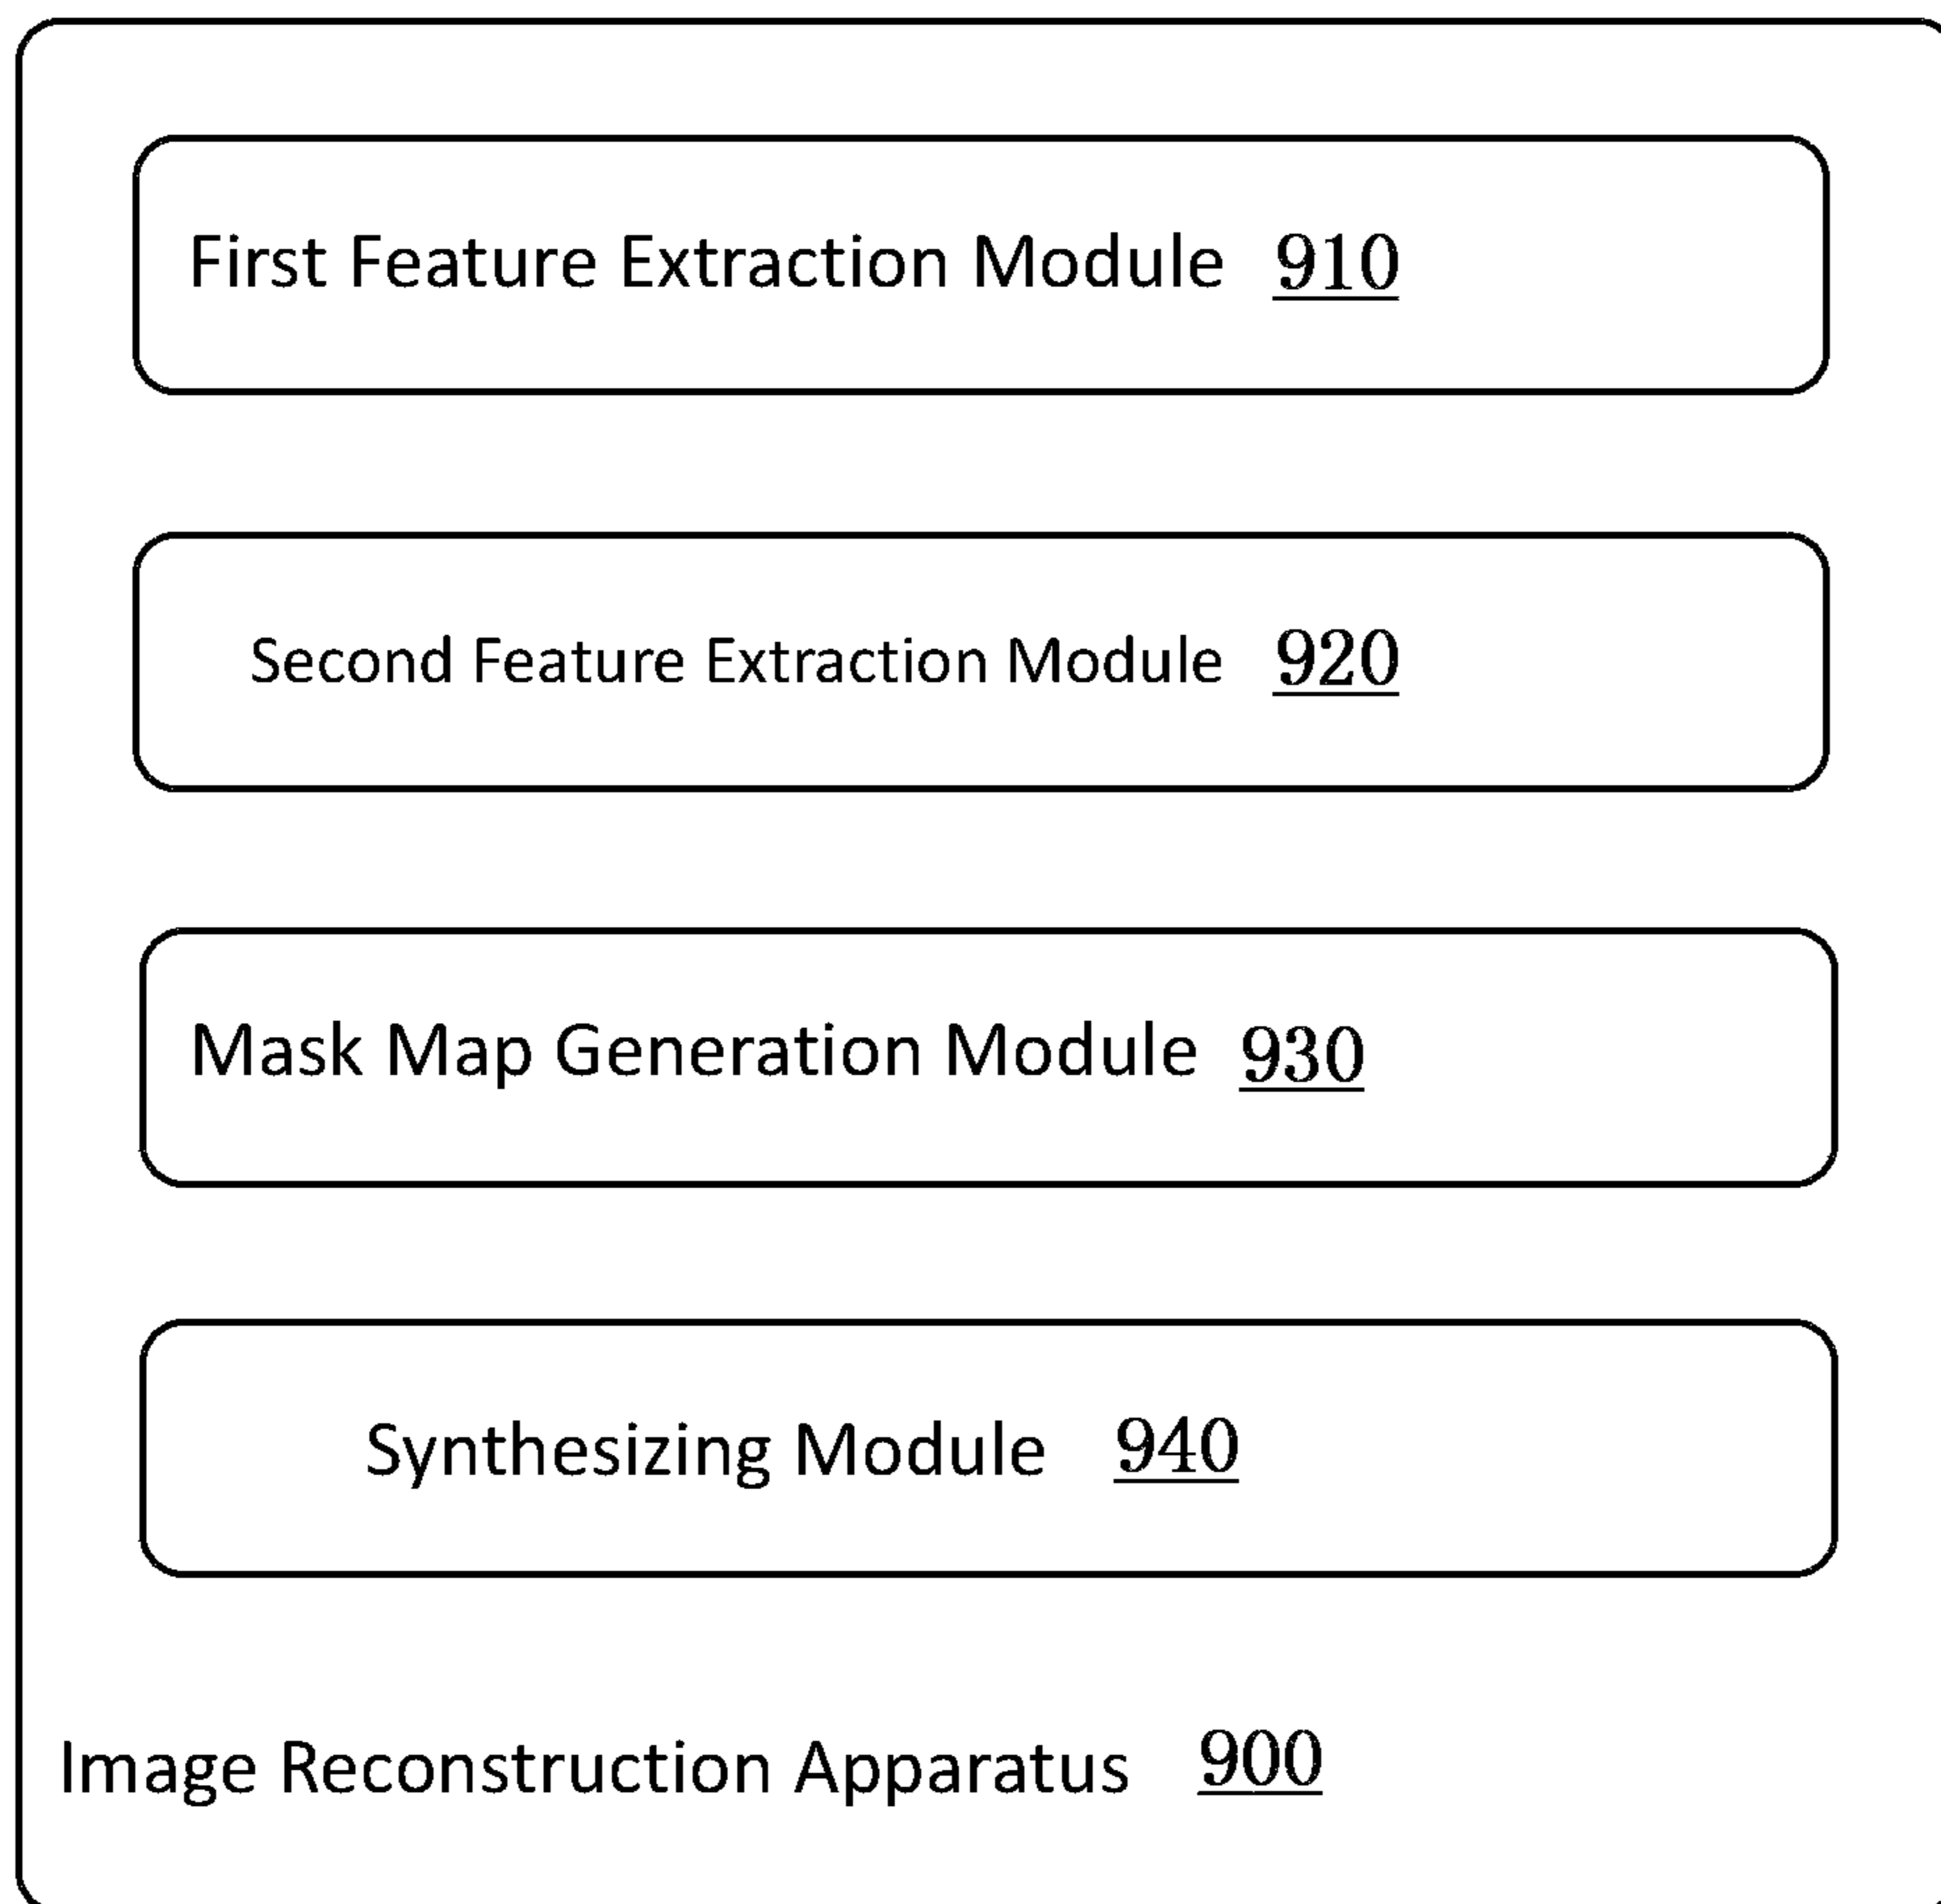 First Feature Extraction Module 910
Second Feature Extraction Module 920
Mask Map Generation Module 930
Synthesizing Module 940
Image Reconstruction Apparatus 900